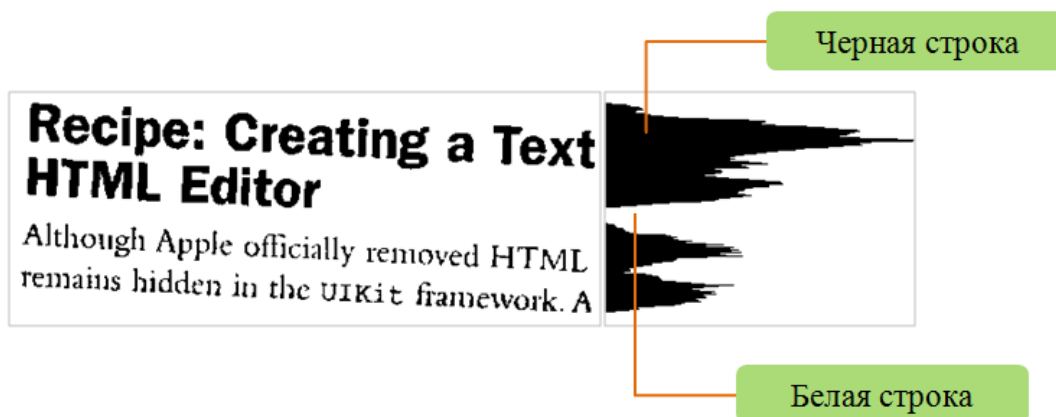 Черная строка
Recipe: Creating a Text
HTML Editor
Although Apple officially removed HTML
remains hidden in the UIKit framework. A
Белая строка